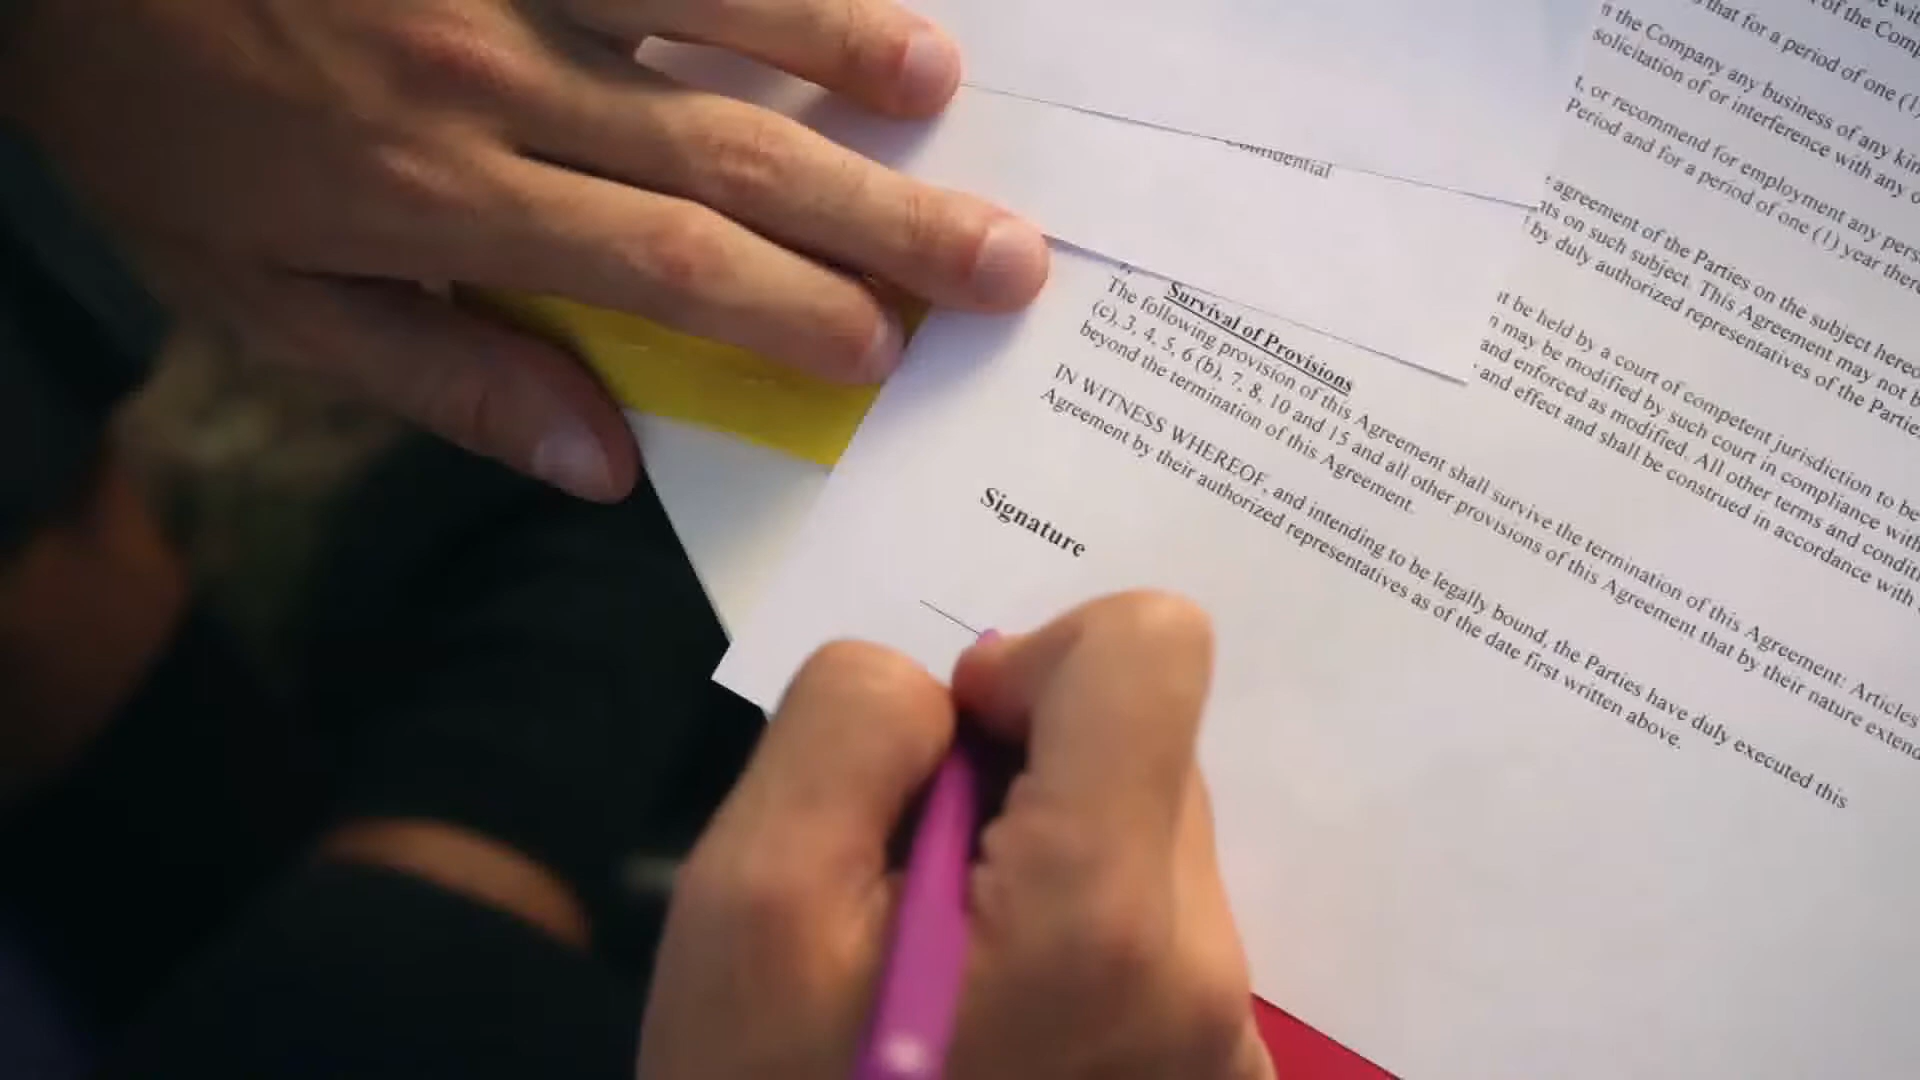 Confidential
Survival of Provisions
The following provision of this Agreement shall survive the termination of this Agreement: Articles
(c), 3, 4, 5, 6 (b), 7, 8, 10 and 15 and all other provisions of this Agreement that by their nature extend
beyond the termination of this Agreement.
IN WITNESS WHEREOF, and intending to be legally bound, the Parties have duly executed this
Agreement by their authorized representatives as of the date first written above.
Signature
of the Comp
that for a period of one (1)
the Company any business of any kin
solicitation of or interference with any o
t, or recommend for employment any pers
Period and for a period of one (1) year there
agreement of the Parties on the subject hereo
on such subject. This Agreement may not b
by duly authorized representatives of the Partie
be held by a court of competent jurisdiction to be
may be modified by such court in compliance with
and enforced as modified. All other terms and condit
and effect and shall be construed in accordance with